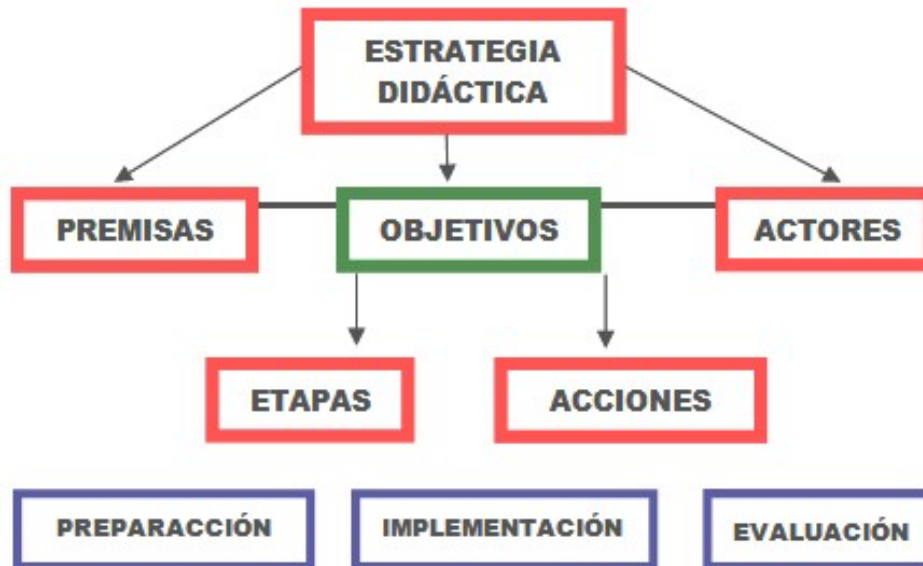 ESTRATEGIA
DIDÁCTICA
PREMISAS
OBJETIVOS
ACTORES
ETAPAS
ACCIONES
PREPARACCIÓN
IMPLEMENTACIÓN
EVALUACIÓN